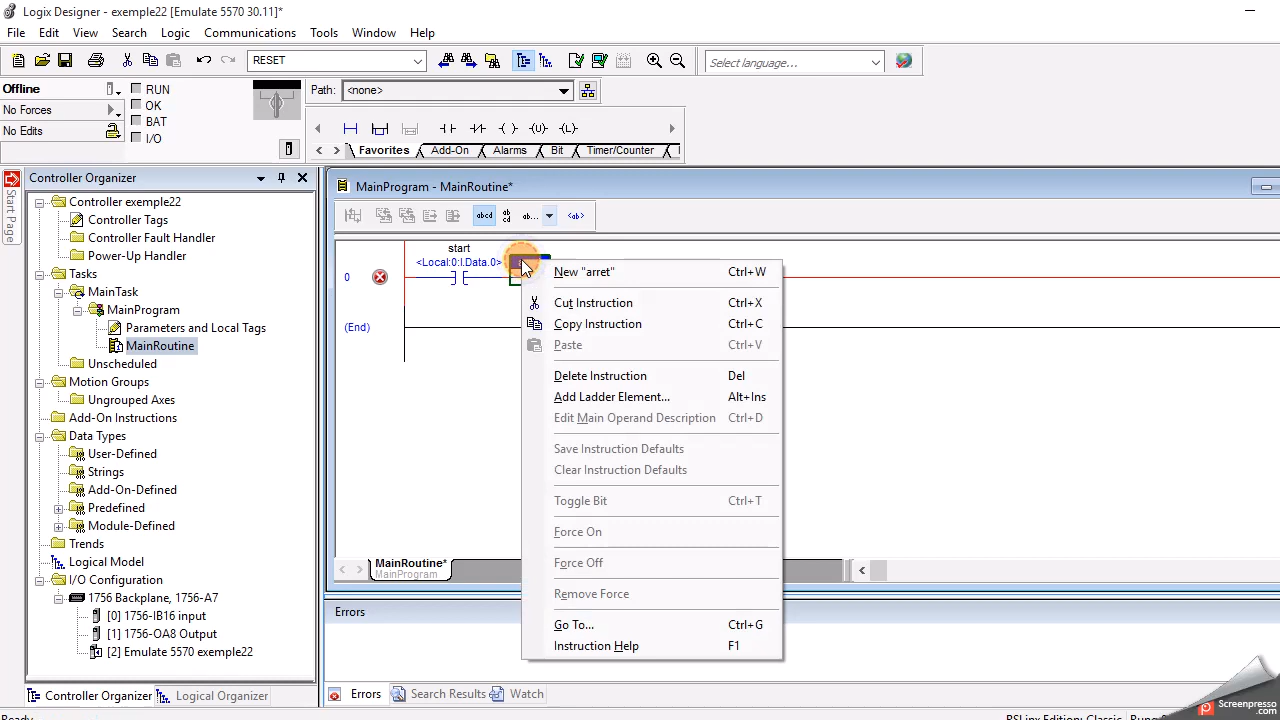 Logix Designer - exemple22 [Emulate 5570 30.11]*
File Edit View Search Logic Communications Tools Window Help
RESET
Select language...
Offline
RUN
Path: <none>
No Forces
OK
BAT
No Edits
I/O
Favorites Add-On Alarms Bit Timer/Counter
Start Page
Controller Organizer
Controller exemple22
Controller Tags
Controller Fault Handler
Power-Up Handler
Tasks
MainTask
MainProgram
Parameters and Local Tags
MainRoutine
Unscheduled
Motion Groups
Ungrouped Axes
Add-On Instructions
Data Types
User-Defined
Strings
Add-On-Defined
Predefined
Module-Defined
Trends
Logical Model
I/O Configuration
1756 Backplane, 1756-A7
[0] 1756-IB16 input
[1] 1756-OA8 Output
[2] Emulate 5570 exemple22
Controller Organizer Logical Organizer
MainProgram - MainRoutine*
abcd ab cd ab... <ab>
start
<Local:0:I.Data.0>
0
(End)
New "arret" Ctrl+W
Cut Instruction Ctrl+X
Copy Instruction Ctrl+C
Paste Ctrl+V
Delete Instruction Del
Add Ladder Element... Alt+Ins
Edit Main Operand Description Ctrl+D
Save Instruction Defaults
Clear Instruction Defaults
Toggle Bit Ctrl+T
Force On
Force Off
Remove Force
Go To... Ctrl+G
Instruction Help F1
MainRoutine*
MainProgram
Errors
Errors Search Results Watch
Screenpresso
.com